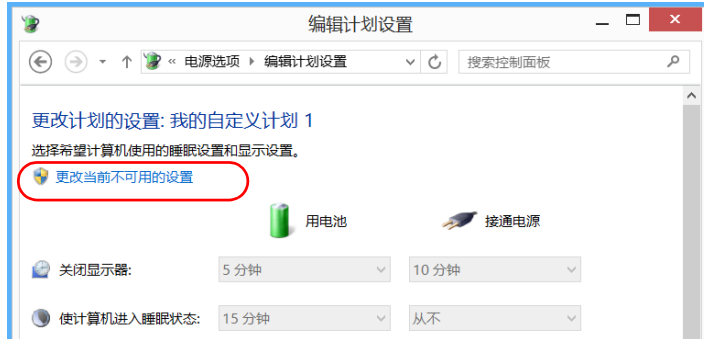 编辑计划设置
« 电源选项 ▸ 编辑计划设置
搜索控制面板
更改计划的设置: 我的自定义计划 1
选择希望计算机使用的睡眠设置和显示设置。
更改当前不可用的设置
用电池 接通电源
关闭显示器: 5 分钟 10 分钟
使计算机进入睡眠状态: 15 分钟 从不